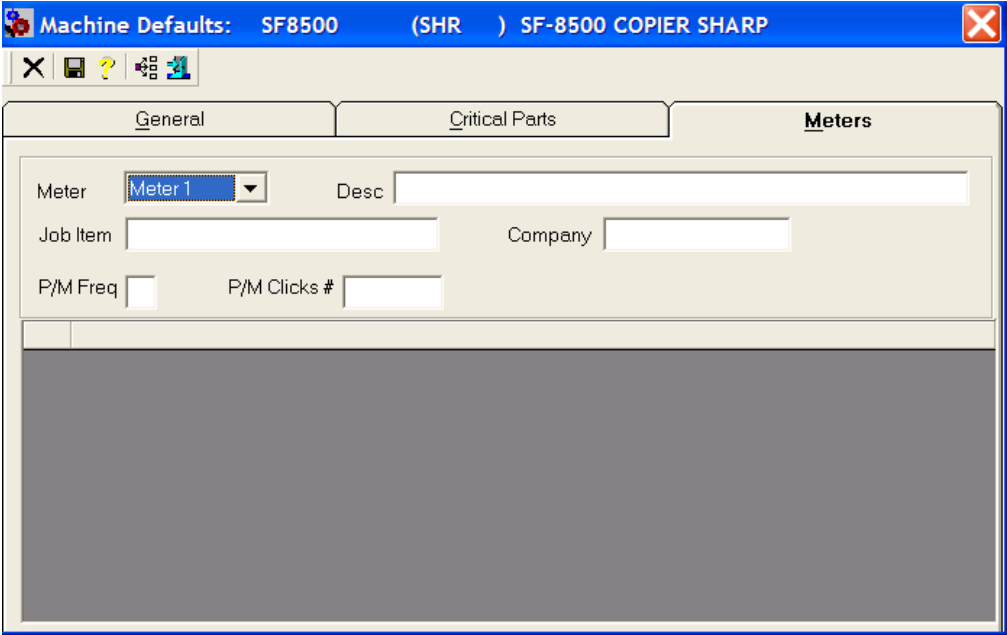 Machine Defaults: SF8500 (SHR ) SF-8500 COPIER SHARP
General Critical Parts Meters
Meter Meter 1 Desc
Job Item Company
P/M Freq P/M Clicks #